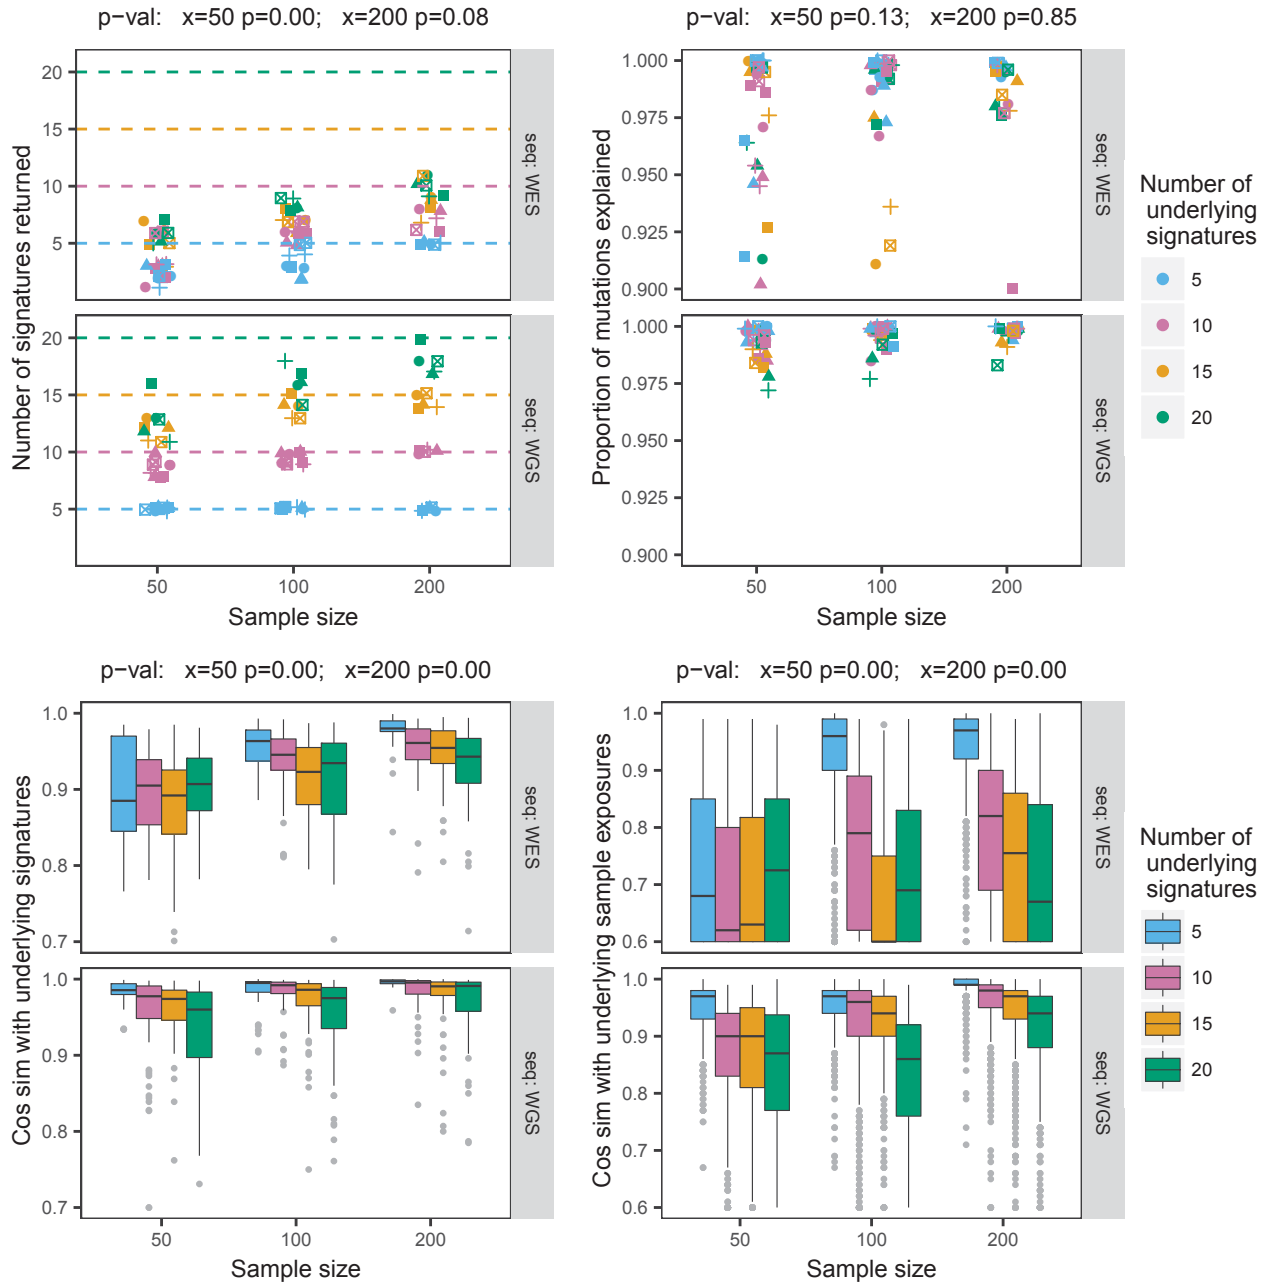 p−val: x=50 p=0.00; x=200 p=0.08
Number of signatures returned
20
15
10
5
seq: WES
20
15
10
5
seq: WGS
50
100
200
Sample size
p−val: x=50 p=0.13; x=200 p=0.85
Proportion of mutations explained
1.000
0.975
0.950
0.925
0.900
seq: WES
1.000
0.975
0.950
0.925
0.900
seq: WGS
50
100
200
Sample size
Number of
underlying
signatures
5
10
15
20
p−val: x=50 p=0.00; x=200 p=0.00
Cos sim with underlying signatures
1.0
0.9
0.8
0.7
seq: WES
1.0
0.9
0.8
0.7
seq: WGS
50
100
200
Sample size
p−val: x=50 p=0.00; x=200 p=0.00
Cos sim with underlying sample exposures
1.0
0.9
0.8
0.7
0.6
seq: WES
1.0
0.9
0.8
0.7
0.6
seq: WGS
50
100
200
Sample size
Number of
underlying
signatures
5
10
15
20